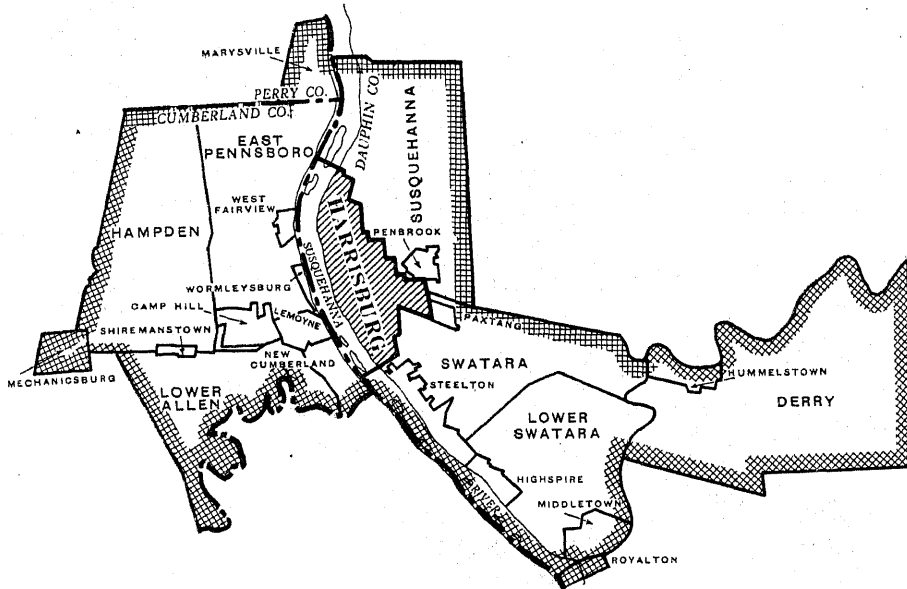 MARYSVILLE
PERRY CO.
CUMBERLAND CO.
DAUPHIN CO.
EAST
PENNSBORO
SUSQUEHANNA
WEST
FAIRVIEW
HARRISBURG
PENBROOK
HAMPDEN
SUSQUEHANNA
WORMLEYSBURG
CAMP HILL
LEMOYNE
SHIREMANSTOWN
PAXTANG
NEW
CUMBERLAND
MECHANICSBURG
SWATARA
STEELTON
HUMMELSTOWN
LOWER
ALLEN
DERRY
LOWER
SWATARA
HIGHSPIRE
RIVER
MIDDLETOWN
ROYALTON